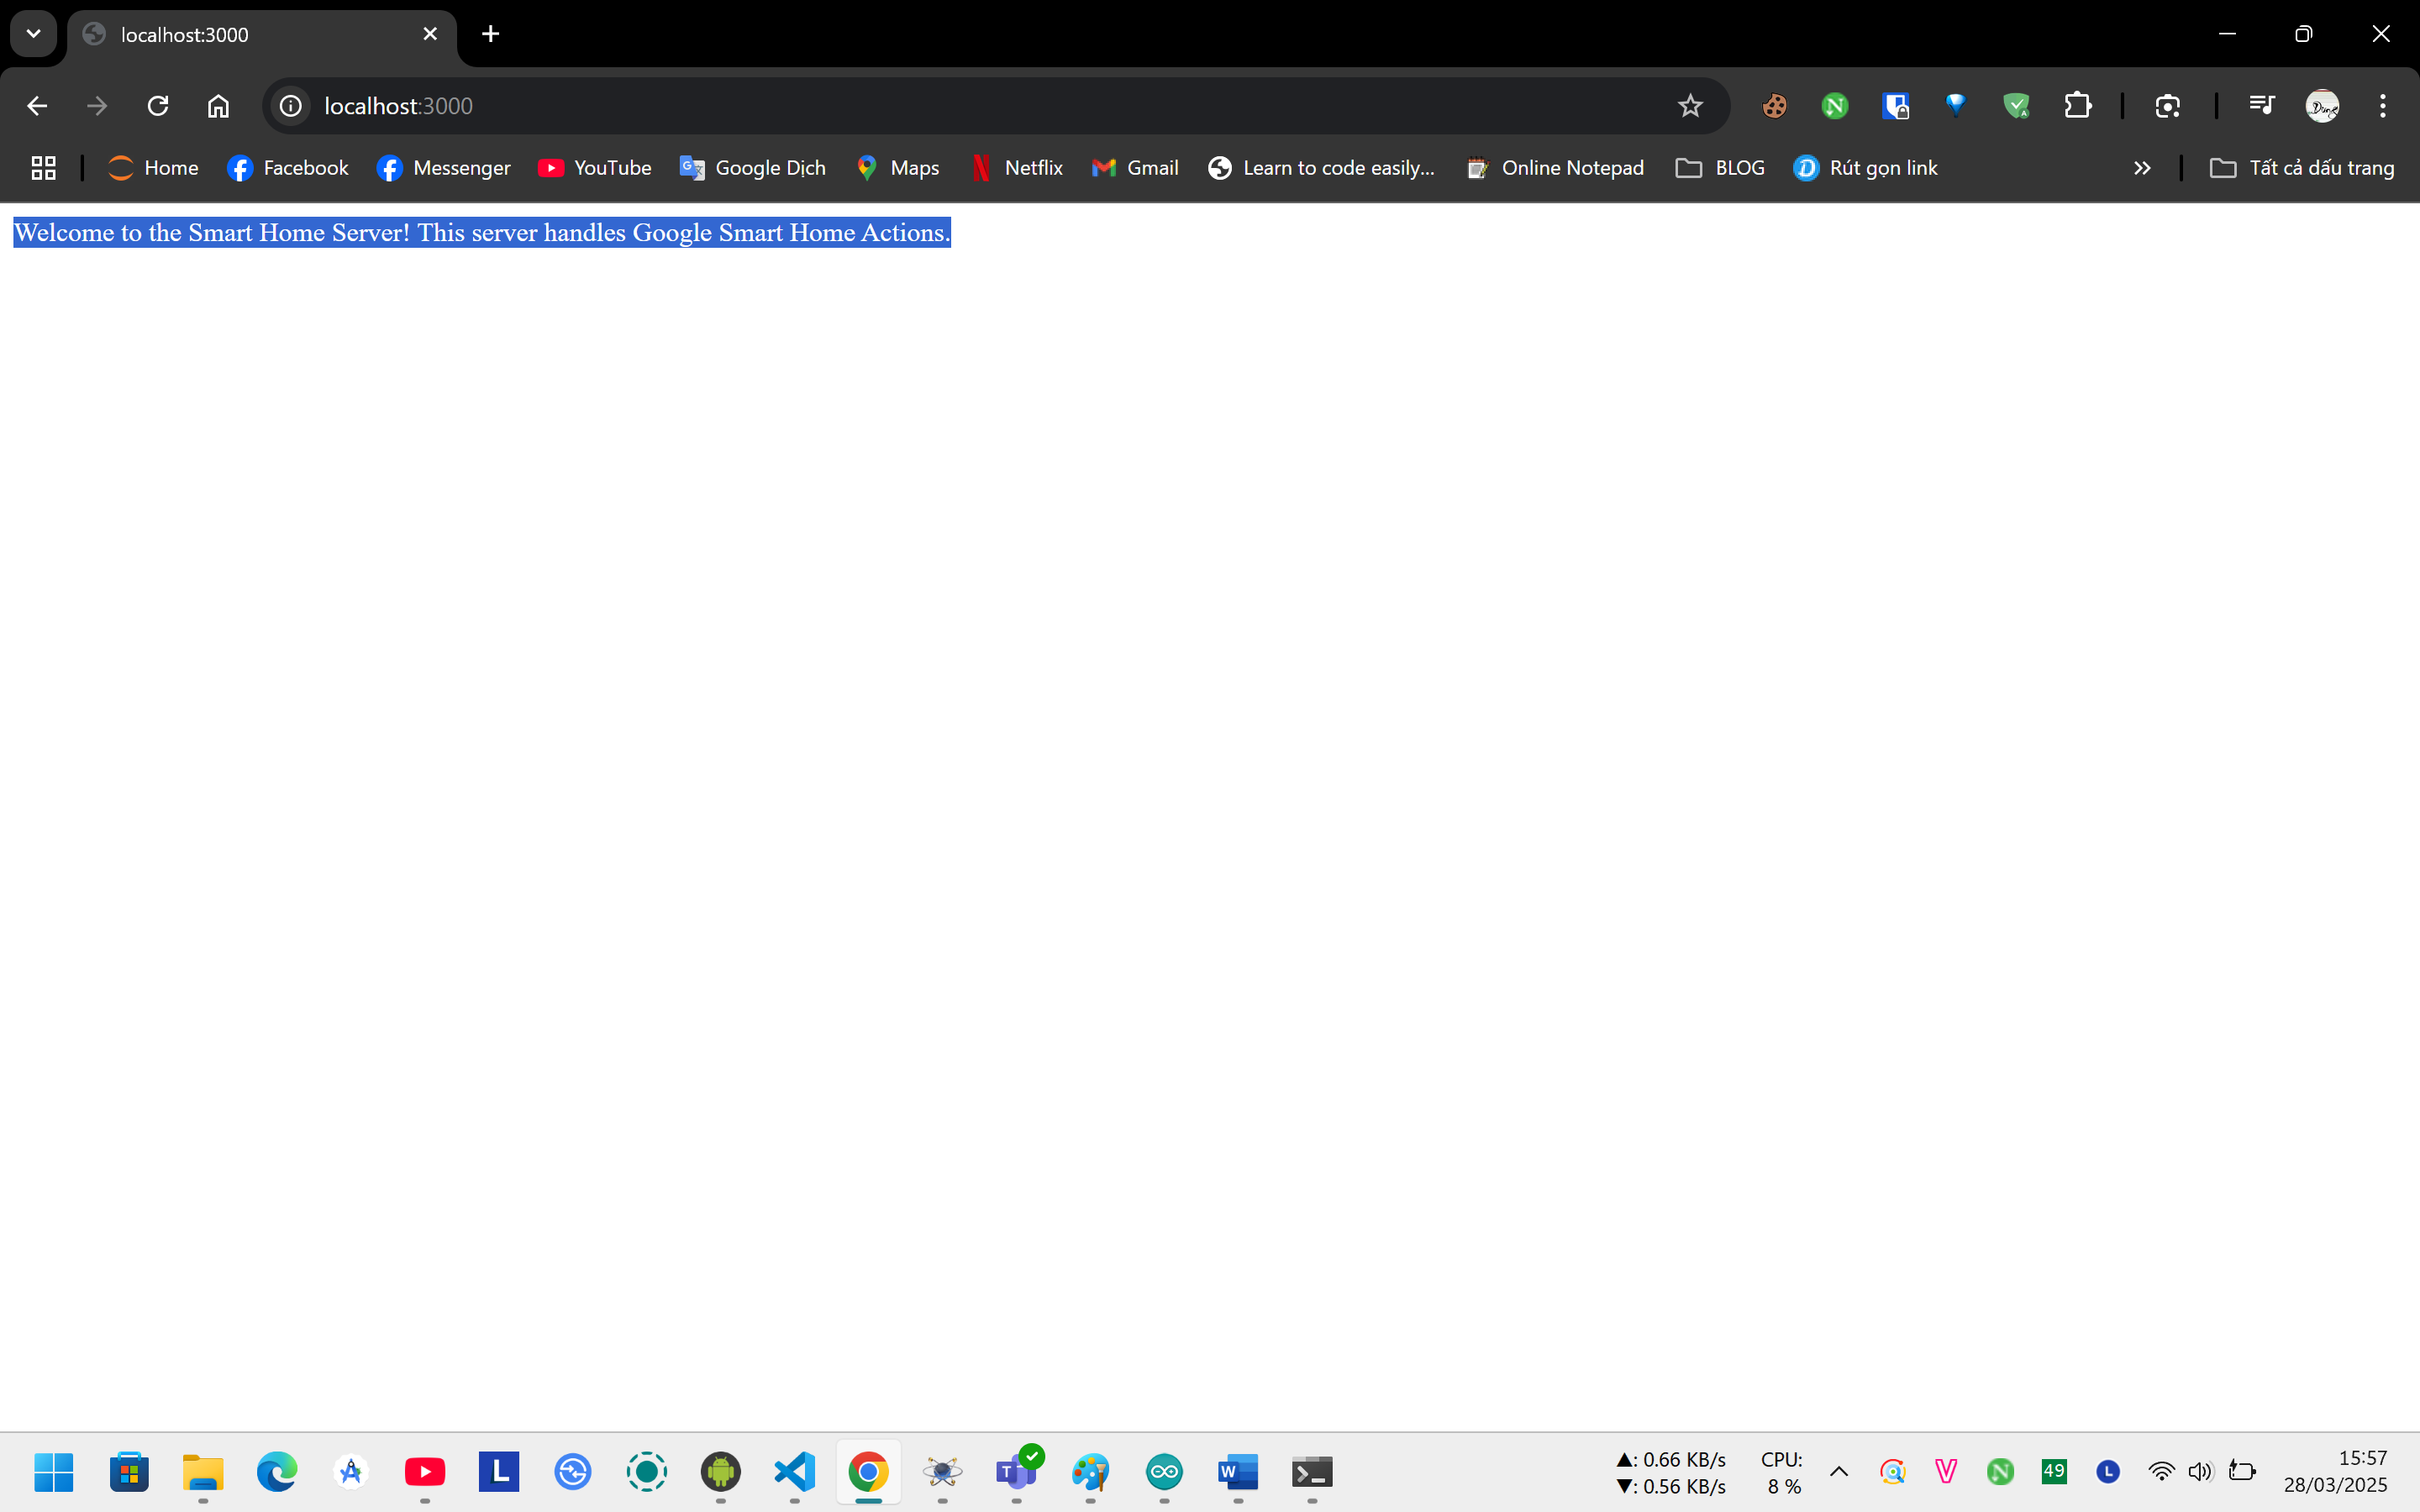 localhost:3000
localhost:3000
Home Facebook Messenger YouTube Google Dịch Maps Netflix Gmail Learn to code easily... Online Notepad BLOG Rút gọn link Tất cả dấu trang
Welcome to the Smart Home Server! This server handles Google Smart Home Actions.
▲: 0.66 KB/s CPU: 15:57
▼: 0.56 KB/s 8 % 49 28/03/2025